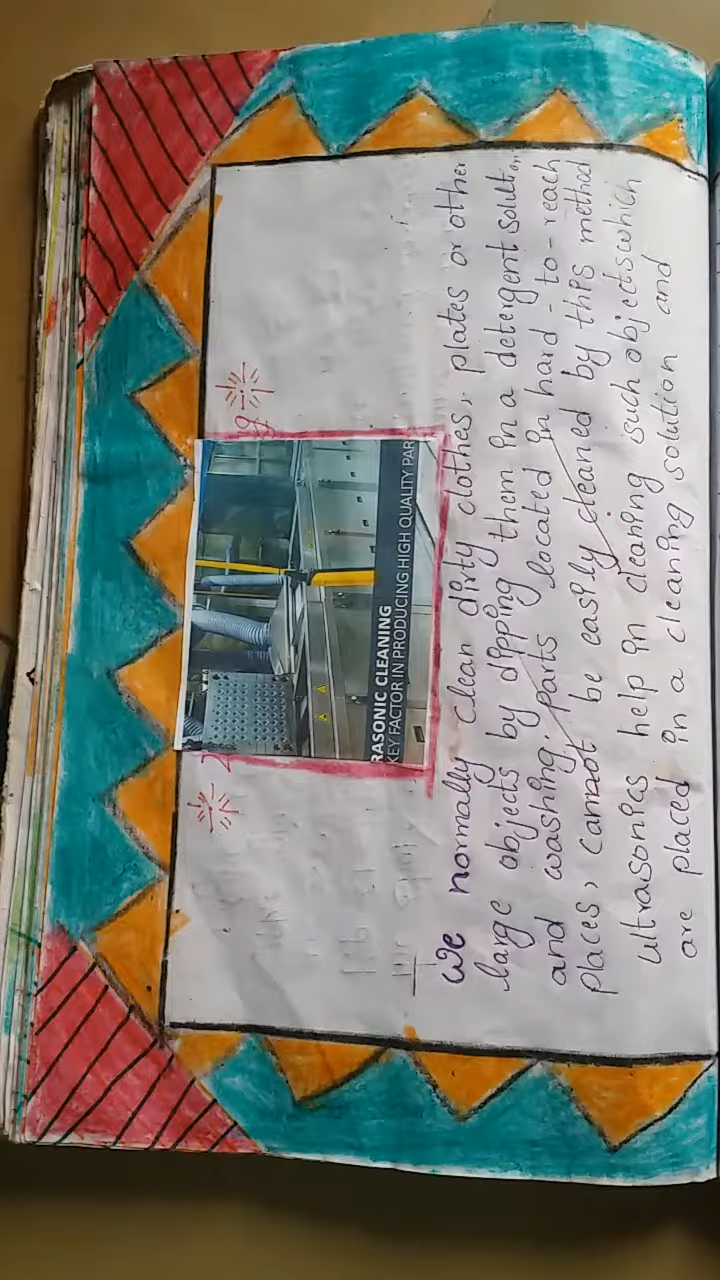 RASONIC CLEANING
KEY FACTOR IN PRODUCING HIGH QUALITY PAR
We normally clean dirty clothes, plates or other
large objects by dipping them in a detergent solution
and washing. Parts located in hard-to-reach
places, cannot be easily cleaned by this method
ultrasonics help in cleaning such objects which
are placed in a cleaning solution and